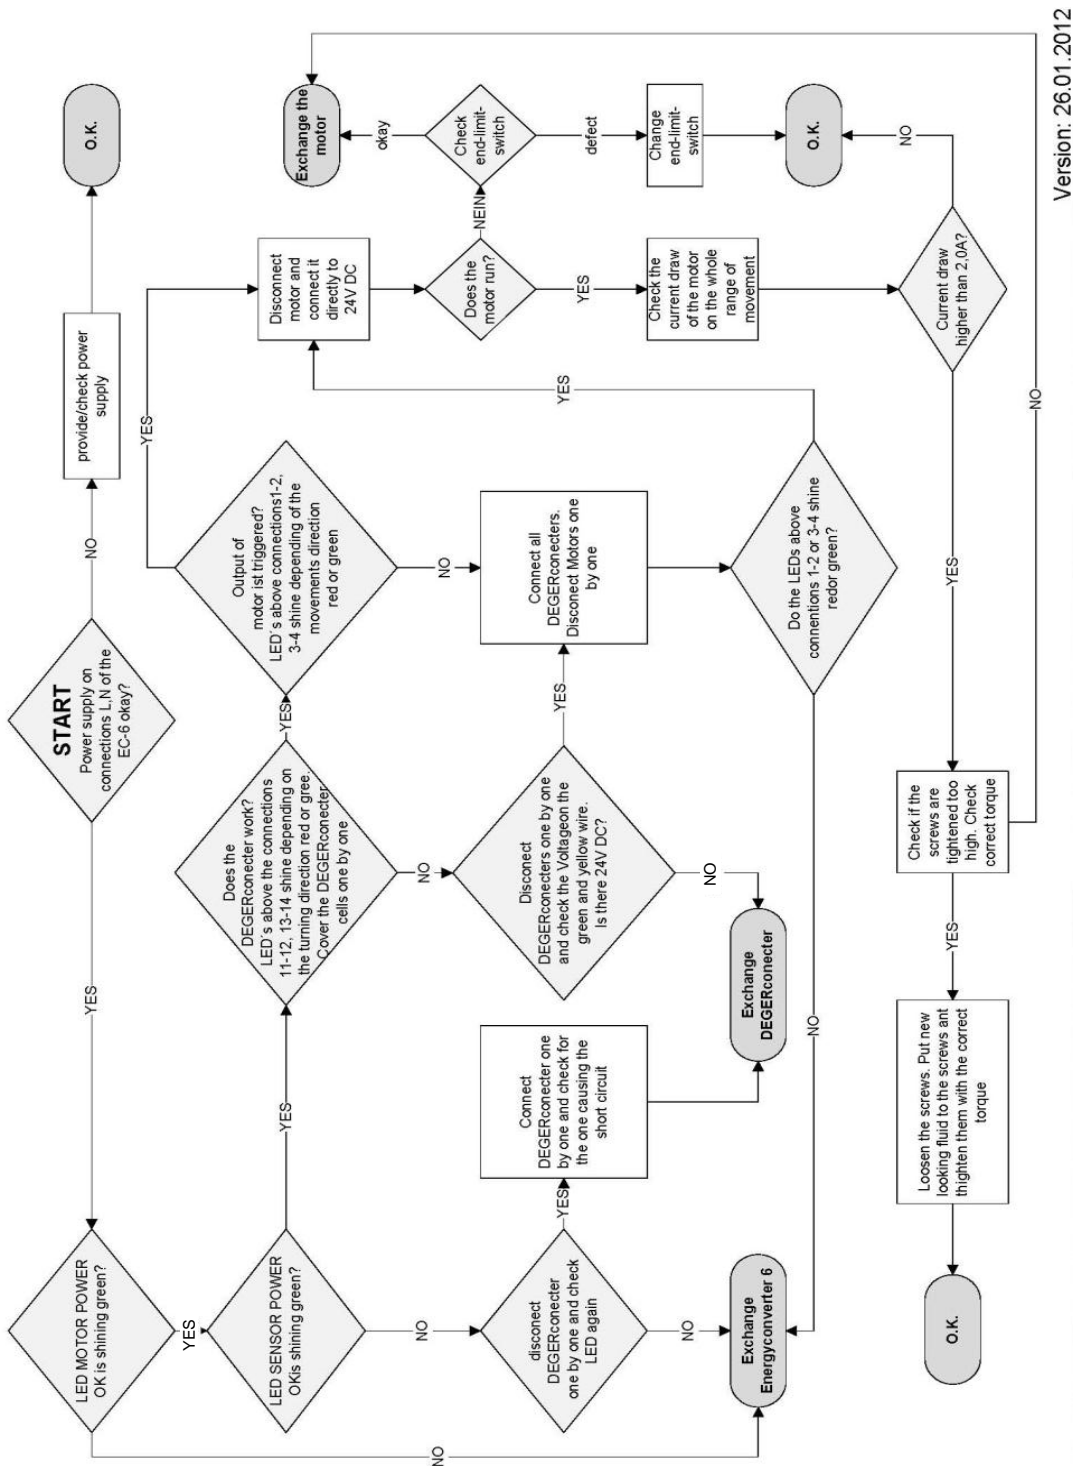 LED MOTOR POWER
OK is shining green?
YES
START
Power supply on
connections L,N of the
EC-6 okay?
NO
provide/check power
supply
O.K.
YES
NO
LED SENSOR POWER
OKis shining green?
YES
Does the
DEGERconecter work?
LED´s above the connections
11-12, 13-14 shine depending on
the turning direction red or gree.
Cover the DEGERconecter
cells one by one
YES
Output of
motor ist triggered?
LED´s above connections1-2,
3-4 shine depending of the
movements direction
red or green
YES
Disconnect
motor and
connect it
directly to
24V DC
Exchange the
motor
okay
NO
NO
NO
disconect
DEGERconecter
one by one and check
LED again
YES
Connect
DEGERconecter one
by one and check for
the one causing the
short circuit
Disconect
DEGERconecters one by one
and check the Voltageon the
green and yellow wire.
Is there 24V DC?
YES
Connect all
DEGERconecters.
Disconect Motors one
by one
YES
Does the
motor run?
NEIN
Check
end-limit-
switch
YES
defect
Check the
current draw
of the motor
on the whole
range of
movement
Change
end-limit-
switch
NO
NO
Exchange
Energyconverter 6
Exchange
DEGERconecter
NO
Do the LEDs above
connentions 1-2 or 3-4 shine
redor green?
O.K.
NO
O.K.
Loosen the screws. Put new
looking fluid to the screws ant
thighten them with the correct
torque
YES
Check if the
screws are
tightened too
high. Check
correct torque
YES
Current draw
higher than 2,0A?
NO
Version: 26.01.2012